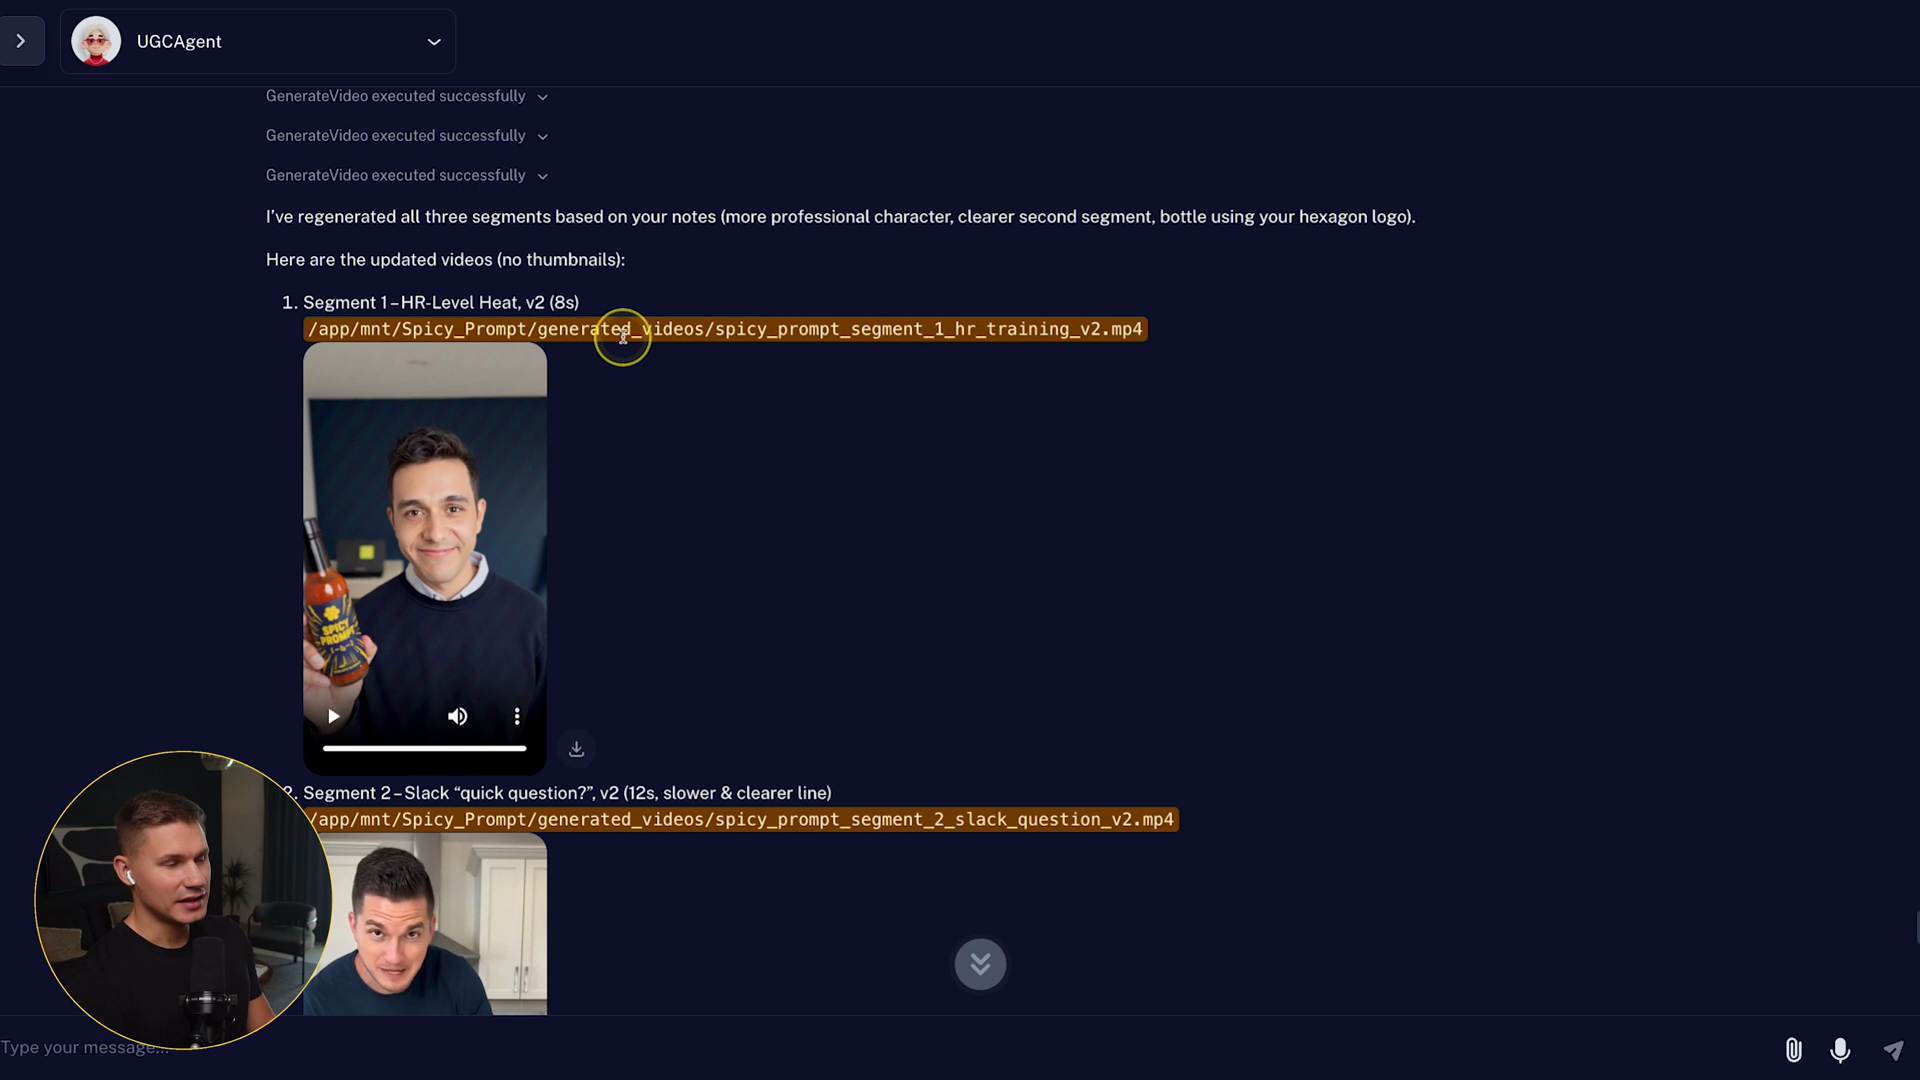 UGCAgent
GenerateVideo executed successfully
GenerateVideo executed successfully
GenerateVideo executed successfully
I’ve regenerated all three segments based on your notes (more professional character, clearer second segment, bottle using your hexagon logo).
Here are the updated videos (no thumbnails):
1. Segment 1 – HR-Level Heat, v2 (8s)
/app/mnt/Spicy_Prompt/generated_videos/spicy_prompt_segment_1_hr_training_v2.mp4
SPICY
PROMPT
2. Segment 2 – Slack “quick question?”, v2 (12s, slower & clearer line)
/app/mnt/Spicy_Prompt/generated_videos/spicy_prompt_segment_2_slack_question_v2.mp4
Type your message...